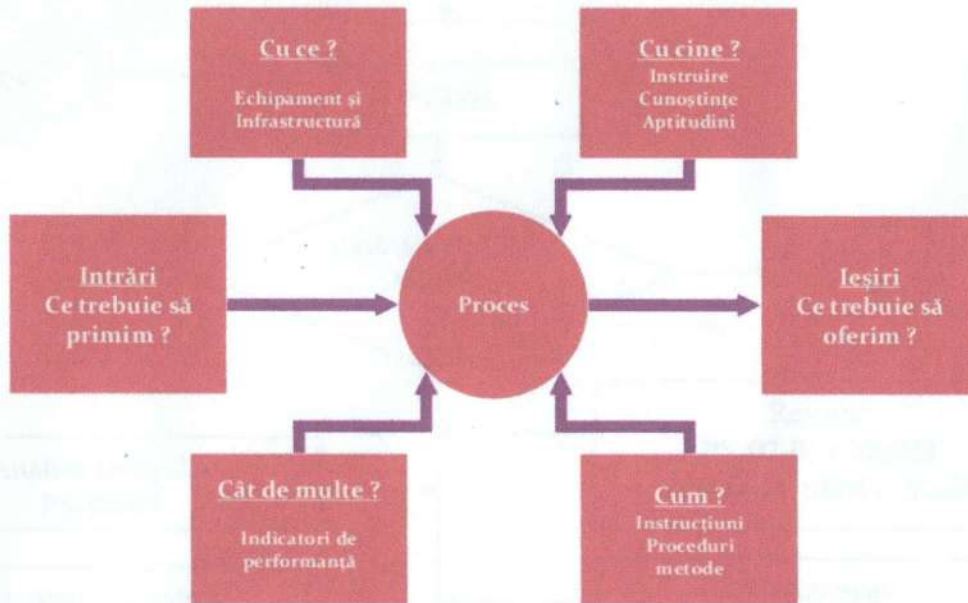 Cu ce ?
Echipament și
Infrastructură
Cu cine ?
Instruire
Cunoștințe
Aptitudini
Intrări
Ce trebuie să
primim ?
Proces
Ieșiri
Ce trebuie să
oferim ?
Cât de multe ?
Indicatori de
performanță
Cum ?
Instrucțiuni
Proceduri
metode